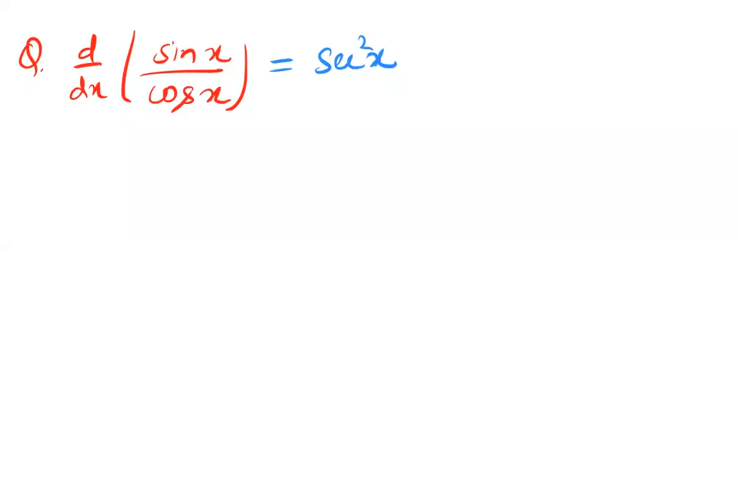 Q. d/dx (sin x / cos x) = sec²x